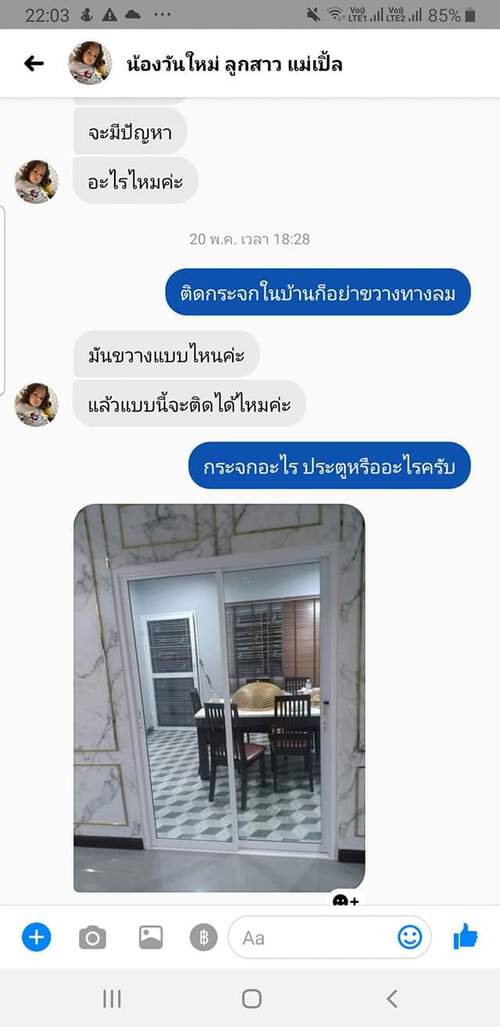 22:03
Vo)) LTE1 Vo)) LTE2 85%
น้องวันใหม่ ลูกสาว แม่เปิ้ล
จะมีปัญหา
อะไรไหมค่ะ
20 พ.ค. เวลา 18:28
ติดกระจกในบ้านก็อย่าขวางทางลม
มันขวางแบบไหนค่ะ
แล้วแบบนี้จะติดได้ไหมค่ะ
กระจกอะไร ประตูหรืออะไรครับ
Aa